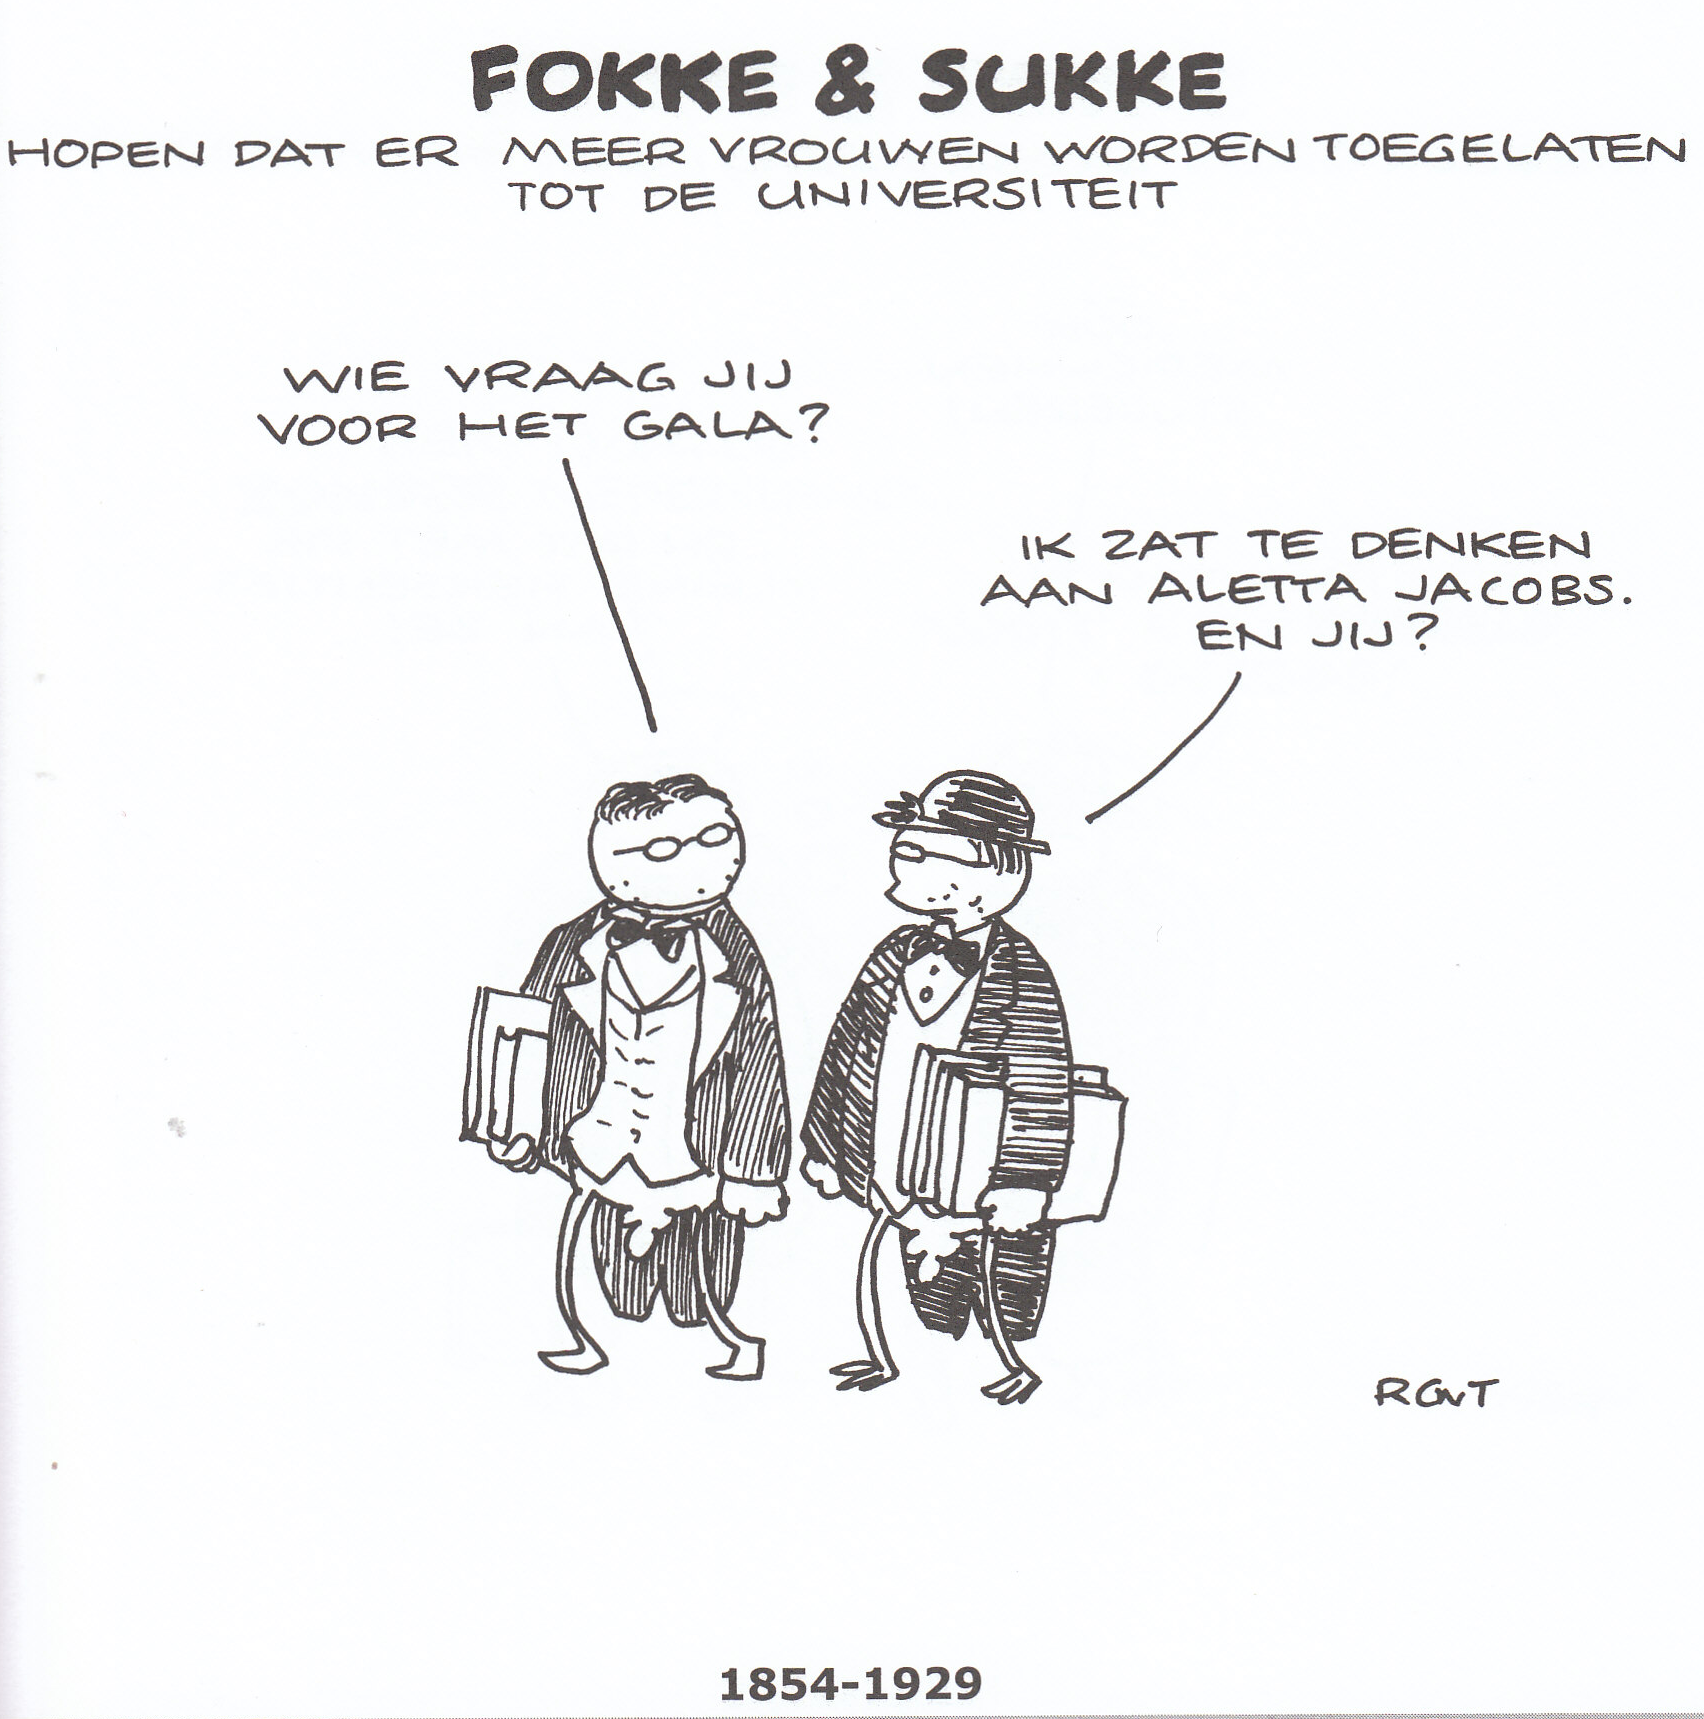 FOKKE & SUKKE
HOPEN DAT ER MEER VROUWEN WORDEN TOEGELATEN
TOT DE UNIVERSITEIT
WIE VRAAG JIJ
VOOR HET GALA?
IK ZAT TE DENKEN
AAN ALETTA JACOBS.
EN JIJ?
RGVT
1854-1929